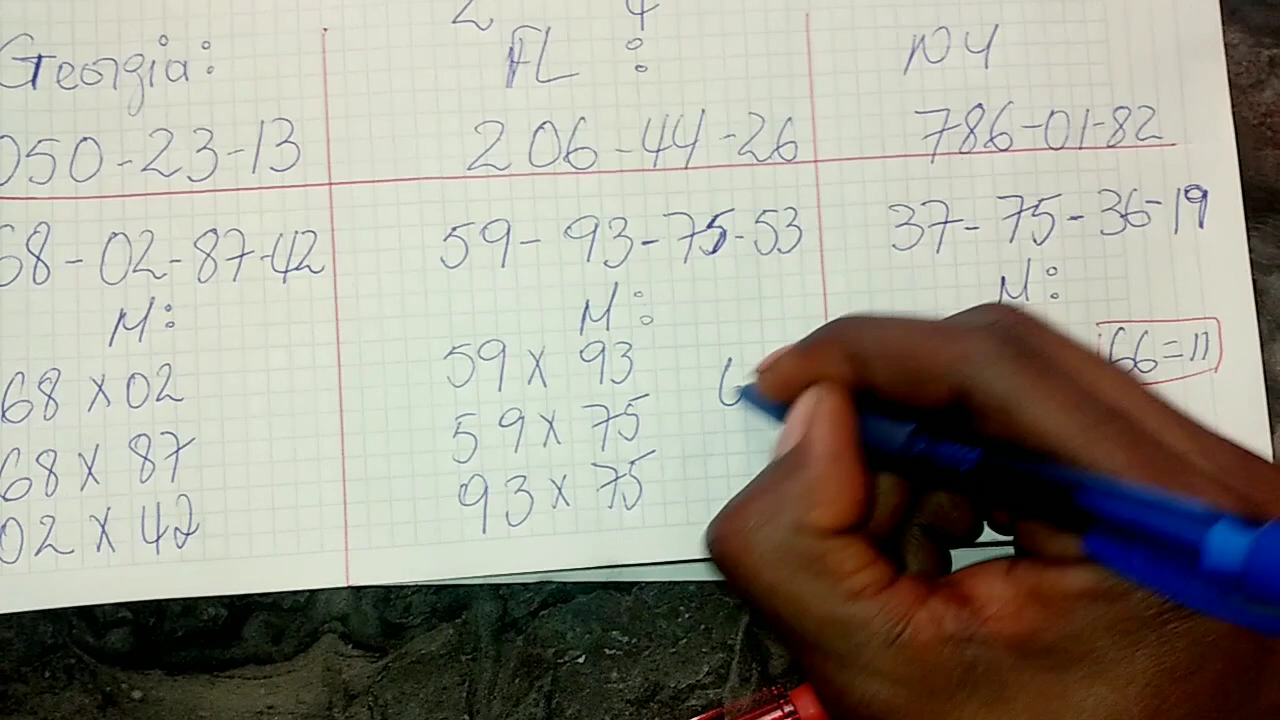 2 4
Georgia: FL : NY
050-23-13 206-44-26 786-01-82
68-02-87-42 59-93-75-53 37-75-36-19
M: M: M:
68 x 02 59 x 93 66=11
68 x 87 59 x 75
02 x 42 93 x 75